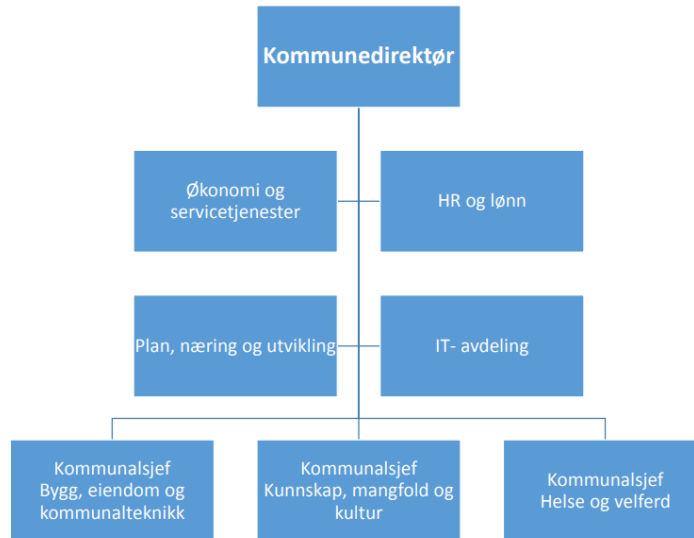 Kommunedirektør
Økonomi og
servicetjenester
HR og lønn
Plan, næring og utvikling
IT- avdeling
Kommunalsjef
Bygg, eiendom og
kommunalteknikk
Kommunalsjef
Kunnskap, mangfold og
kultur
Kommunalsjef
Helse og velferd